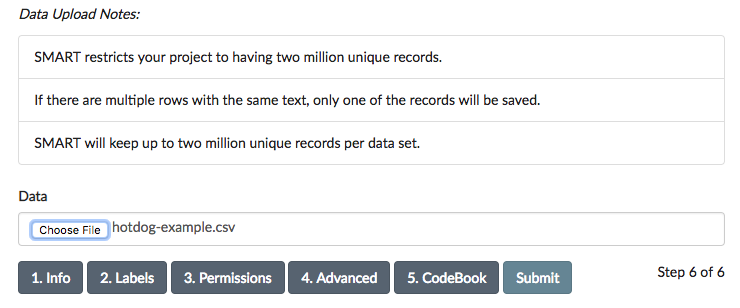 Data Upload Notes:
SMART restricts your project to having two million unique records.
If there are multiple rows with the same text, only one of the records will be saved.
SMART will keep up to two million unique records per data set.
Data
Choose File hotdog-example.csv
1. Info 2. Labels 3. Permissions 4. Advanced 5. CodeBook Submit Step 6 of 6